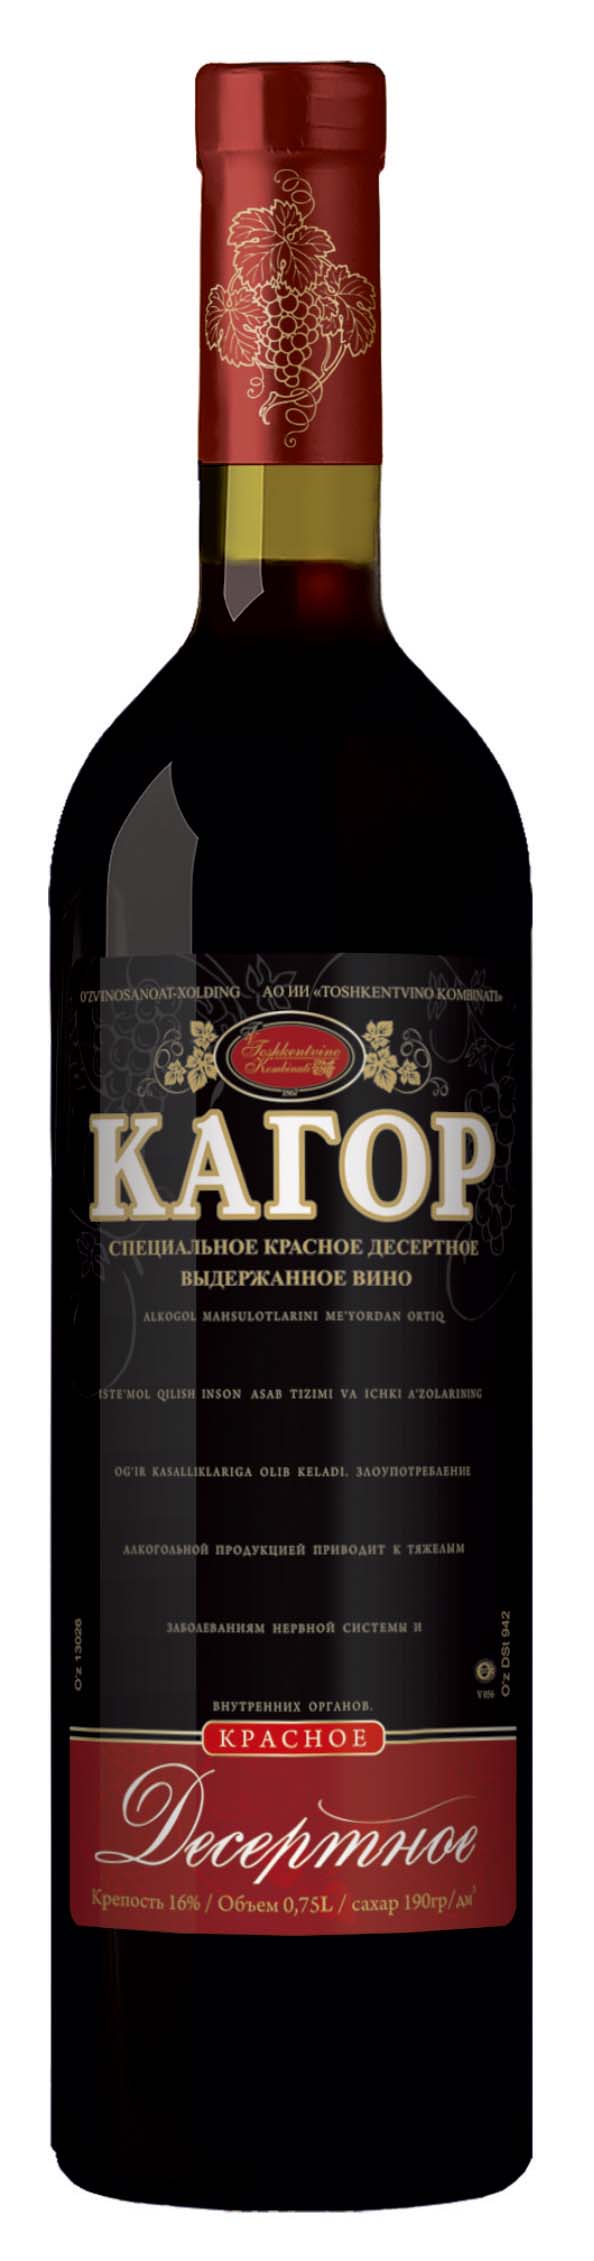 O'ZVINOSANOAT-XOLDING АО ИИ «TOSHKENTVINO KOMBINATI»
Toshkentvino
Kombinati
1867
КАГОР
СПЕЦИАЛЬНОЕ КРАСНОЕ ДЕСЕРТНОЕ
ВЫДЕРЖАННОЕ ВИНО
ALKOGOL MAHSULOTLARINI ME'YORDAN ORTIQ
ISTE'MOL QILISH INSON ASAB TIZIMI VA ICHKI A'ZOLARINING
OG'IR KASALLIKLARIGA OLIB KELADI. ЗЛОУПОТРЕБЛЕНИЕ
АЛКОГОЛЬНОЙ ПРОДУКЦИЕЙ ПРИВОДИТ К ТЯЖЕЛЫМ
ЗАБОЛЕВАНИЯМ НЕРВНОЙ СИСТЕМЫ И
ВНУТРЕННИХ ОРГАНОВ.
O'z 13026
V 056
O'z DSt 942
КРАСНОЕ
Десертное
Крепость 16% / Объем 0,75L / сахар 190гр/дм³